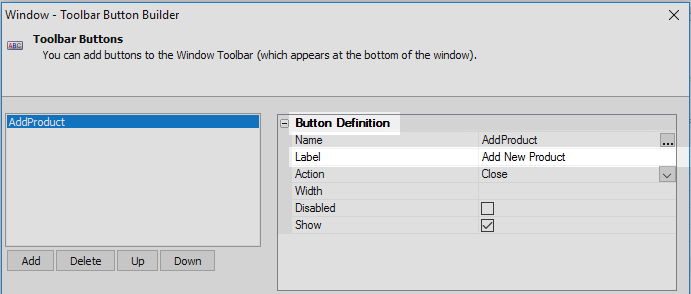 Window - Toolbar Button Builder
ABC
Toolbar Buttons
You can add buttons to the Window Toolbar (which appears at the bottom of the window).
AddProduct
Add Delete Up Down
Button Definition
Name AddProduct ...
Label Add New Product
Action Close
Width
Disabled
Show